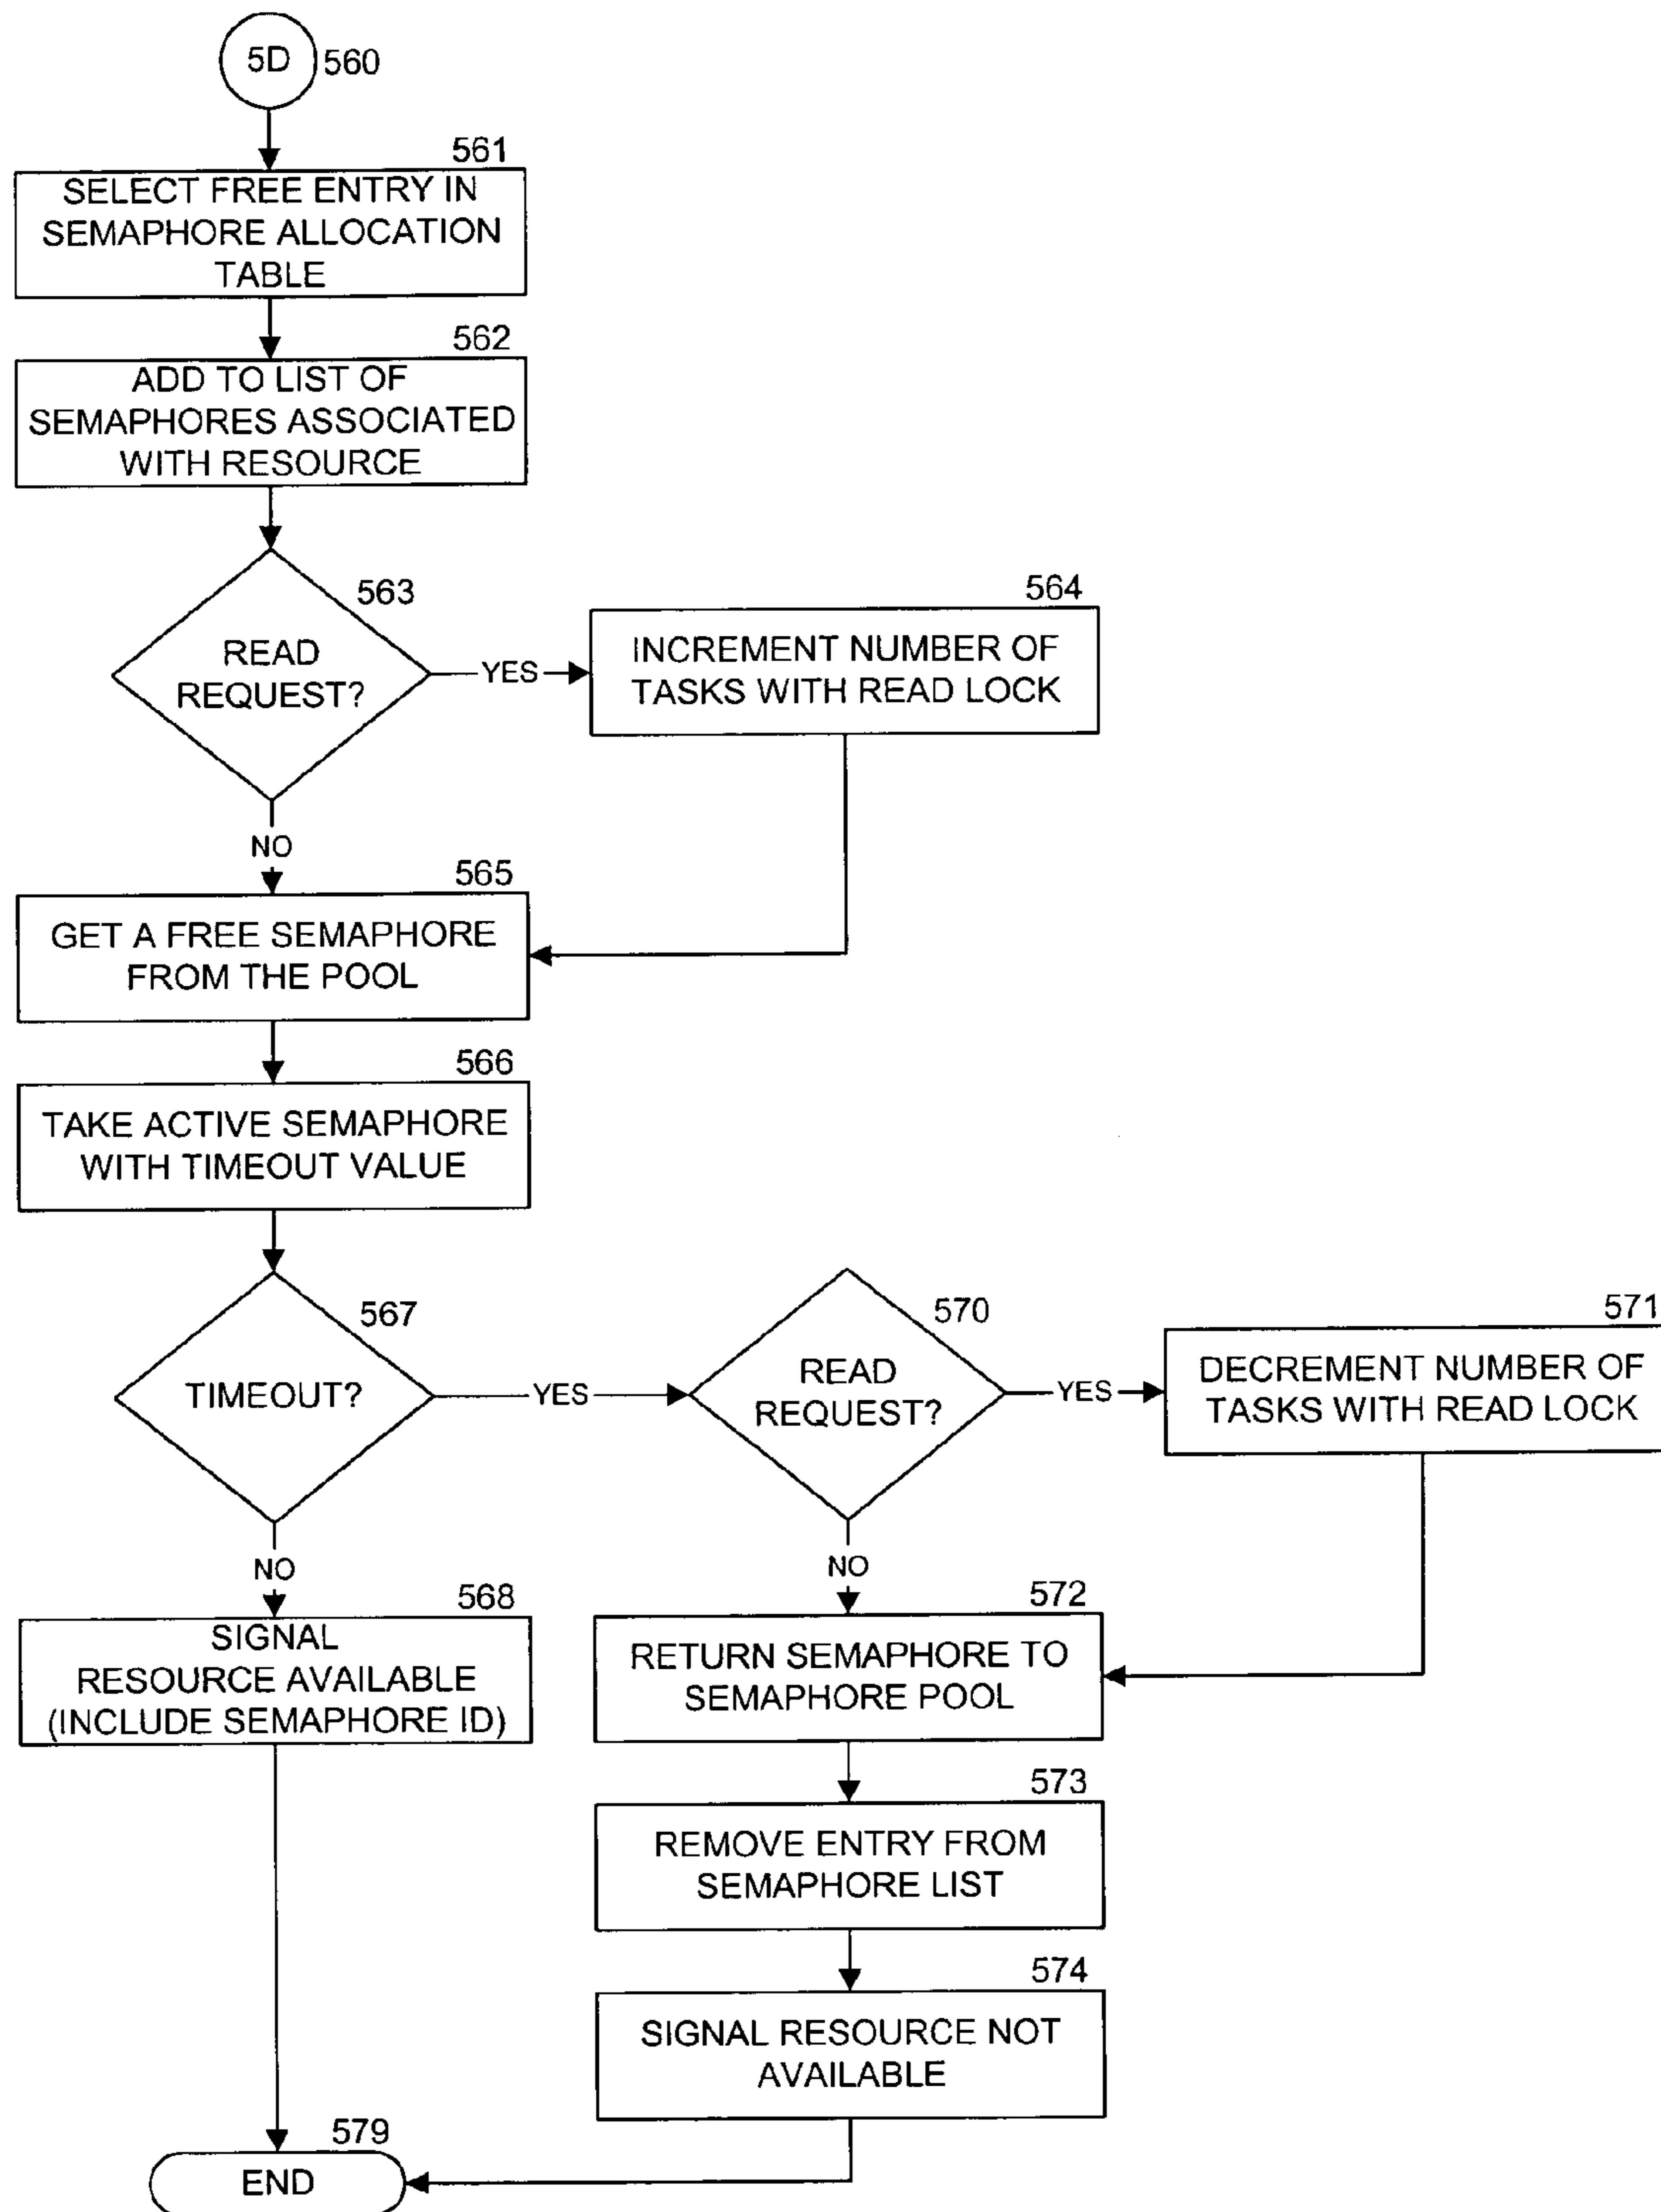 5D
560
561
SELECT FREE ENTRY IN
SEMAPHORE ALLOCATION
TABLE
562
ADD TO LIST OF
SEMAPHORES ASSOCIATED
WITH RESOURCE
563
READ
REQUEST?
YES
564
INCREMENT NUMBER OF
TASKS WITH READ LOCK
NO
565
GET A FREE SEMAPHORE
FROM THE POOL
566
TAKE ACTIVE SEMAPHORE
WITH TIMEOUT VALUE
567
TIMEOUT?
YES
570
READ
REQUEST?
YES
571
DECREMENT NUMBER OF
TASKS WITH READ LOCK
NO
568
SIGNAL
RESOURCE AVAILABLE
(INCLUDE SEMAPHORE ID)
NO
572
RETURN SEMAPHORE TO
SEMAPHORE POOL
573
REMOVE ENTRY FROM
SEMAPHORE LIST
574
SIGNAL RESOURCE NOT
AVAILABLE
579
END